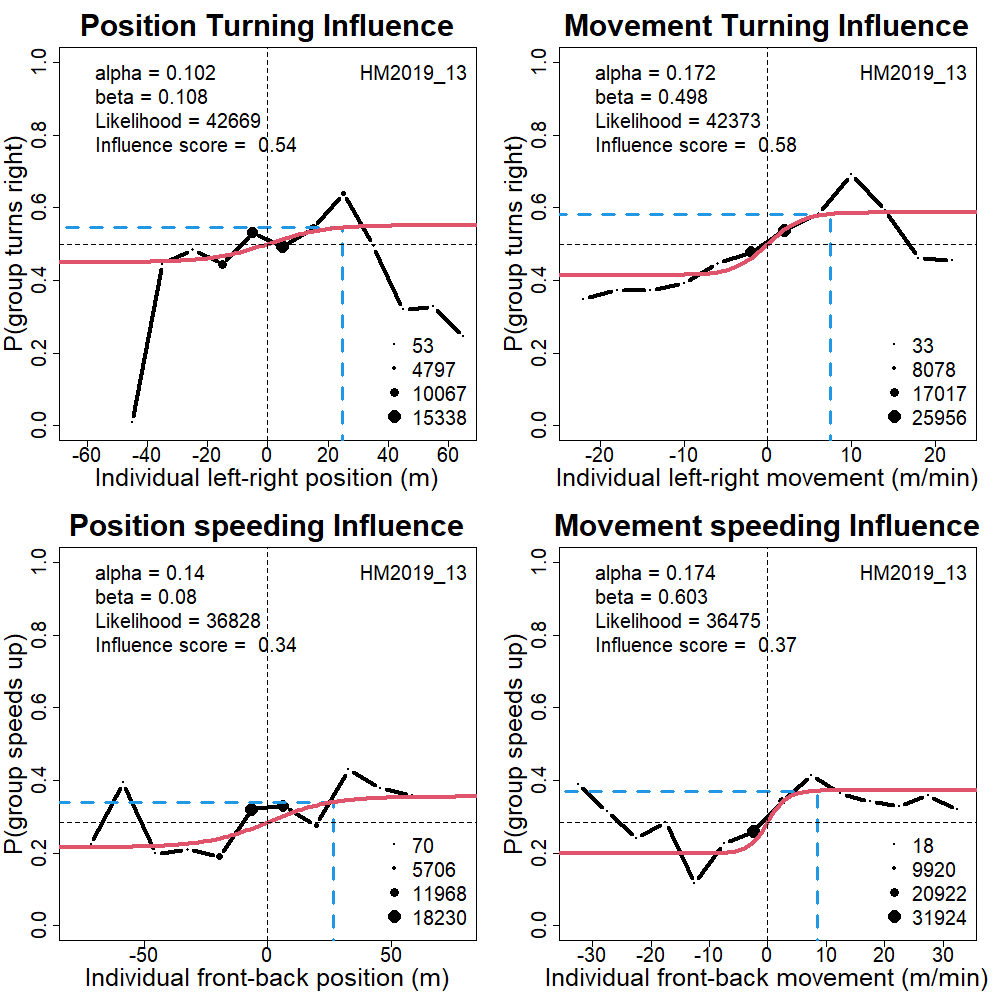 Position Turning Influence
alpha = 0.102
HM2019_13
beta = 0.108
Likelihood = 42669
Influence score = 0.54
P(group turns right)
1.0
0.8
0.6
0.4
0.2
0.0
53
4797
10067
15338
-60
-40
-20
0
20
40
60
Individual left-right position (m)
Movement Turning Influence
alpha = 0.172
HM2019_13
beta = 0.498
Likelihood = 42373
Influence score = 0.58
P(group turns right)
1.0
0.8
0.6
0.4
0.2
0.0
33
8078
17017
25956
-20
-10
0
10
20
Individual left-right movement (m/min)
Position speeding Influence
alpha = 0.14
HM2019_13
beta = 0.08
Likelihood = 36828
Influence score = 0.34
P(group speeds up)
1.0
0.8
0.6
0.4
0.2
0.0
70
5706
11968
18230
-50
0
50
Individual front-back position (m)
Movement speeding Influence
alpha = 0.174
HM2019_13
beta = 0.603
Likelihood = 36475
Influence score = 0.37
P(group speeds up)
1.0
0.8
0.6
0.4
0.2
0.0
18
9920
20922
31924
-30
-20
-10
0
10
20
30
Individual front-back movement (m/min)